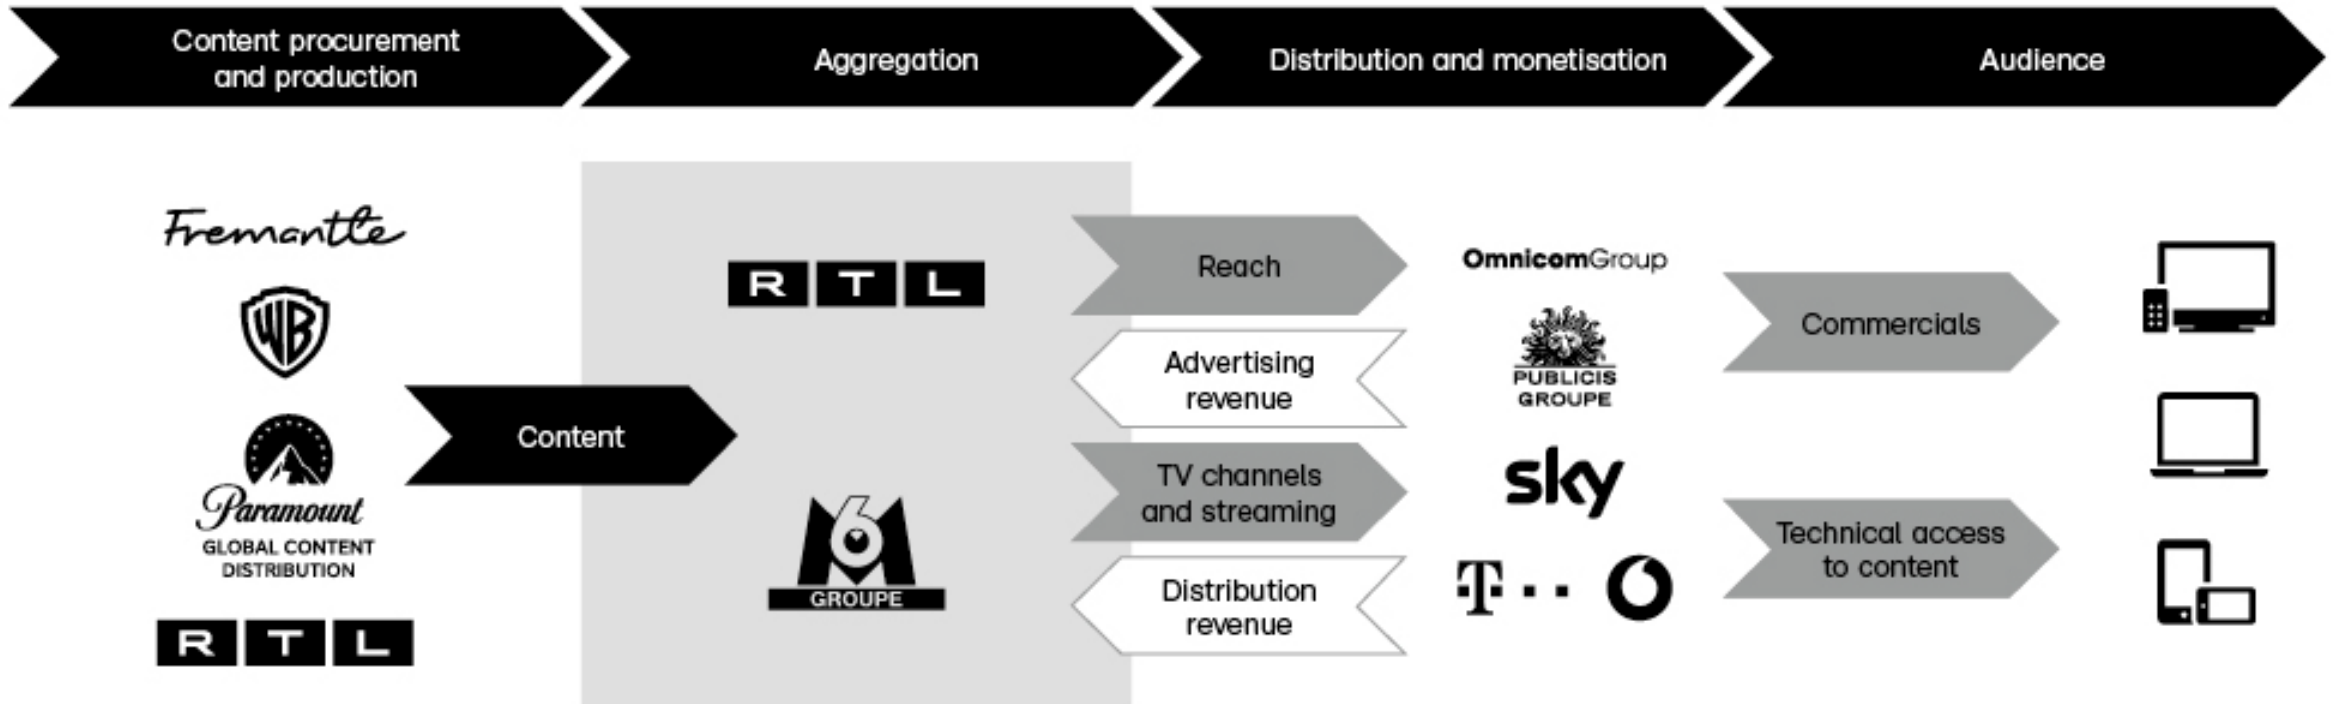 Content procurement
and production
Aggregation
Distribution and monetisation
Audience
Fremantle
WB
Paramount
GLOBAL CONTENT
DISTRIBUTION
RTL
Content
RTL
M6
GROUPE
Reach
Advertising
revenue
TV channels
and streaming
Distribution
revenue
OmnicomGroup
PUBLICIS
GROUPE
sky
T
Commercials
Technical access
to content